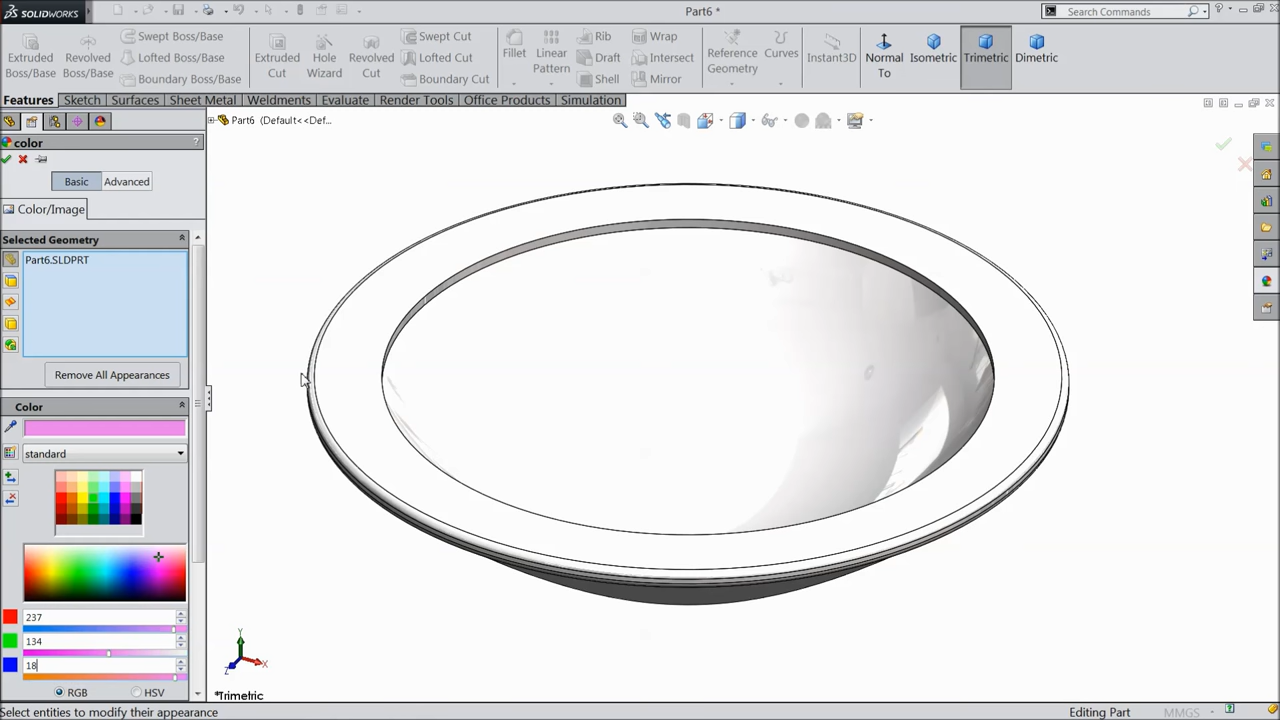 SOLIDWORKS
Part6 *
Search Commands
Extruded Boss/Base
Revolved Boss/Base
Swept Boss/Base
Lofted Boss/Base
Boundary Boss/Base
Extruded Cut
Hole Wizard
Revolved Cut
Swept Cut
Lofted Cut
Boundary Cut
Fillet
Linear Pattern
Rib
Draft
Shell
Wrap
Intersect
Mirror
Reference Geometry
Curves
Instant3D
Normal To
Isometric
Trimetric
Dimetric
Features
Sketch
Surfaces
Sheet Metal
Weldments
Evaluate
Render Tools
Office Products
Simulation
Part6 (Default<<Def...
color
?
Basic
Advanced
Color/Image
Selected Geometry
Part6.SLDPRT
Remove All Appearances
Color
standard
237
134
18
RGB
HSV
Y
X
Z
*Trimetric
Select entities to modify their appearance
Editing Part
MMGS